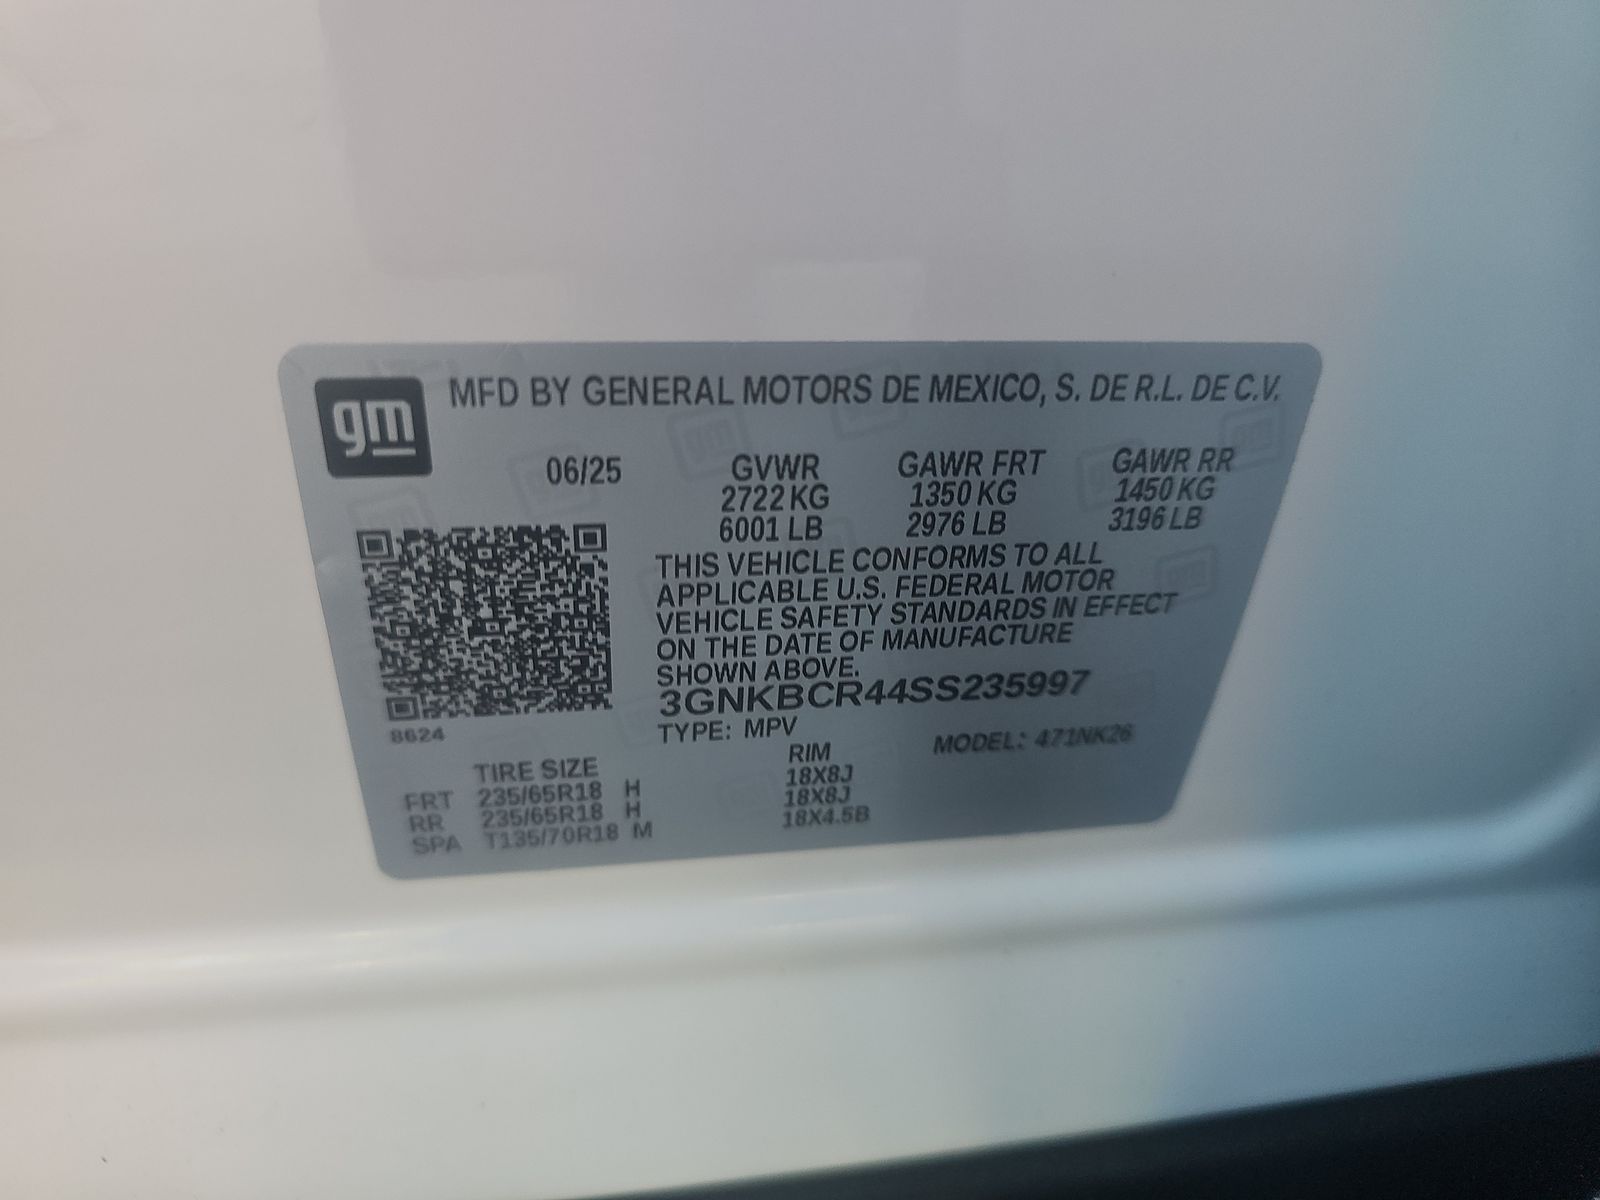 gm MFD BY GENERAL MOTORS DE MEXICO, S. DE R.L. DE C.V.
06/25 GVWR GAWR FRT GAWR RR
2722 KG 1350 KG 1450 KG
6001 LB 2976 LB 3196 LB
THIS VEHICLE CONFORMS TO ALL
APPLICABLE U.S. FEDERAL MOTOR
VEHICLE SAFETY STANDARDS IN EFFECT
ON THE DATE OF MANUFACTURE
SHOWN ABOVE.
3GNKBCR44SS235997
8624 TYPE: MPV MODEL: 471NK26
TIRE SIZE RIM
FRT 235/65R18 H 18X8J
RR 235/65R18 H 18X8J
SPA T135/70R18 M 18X4.5B